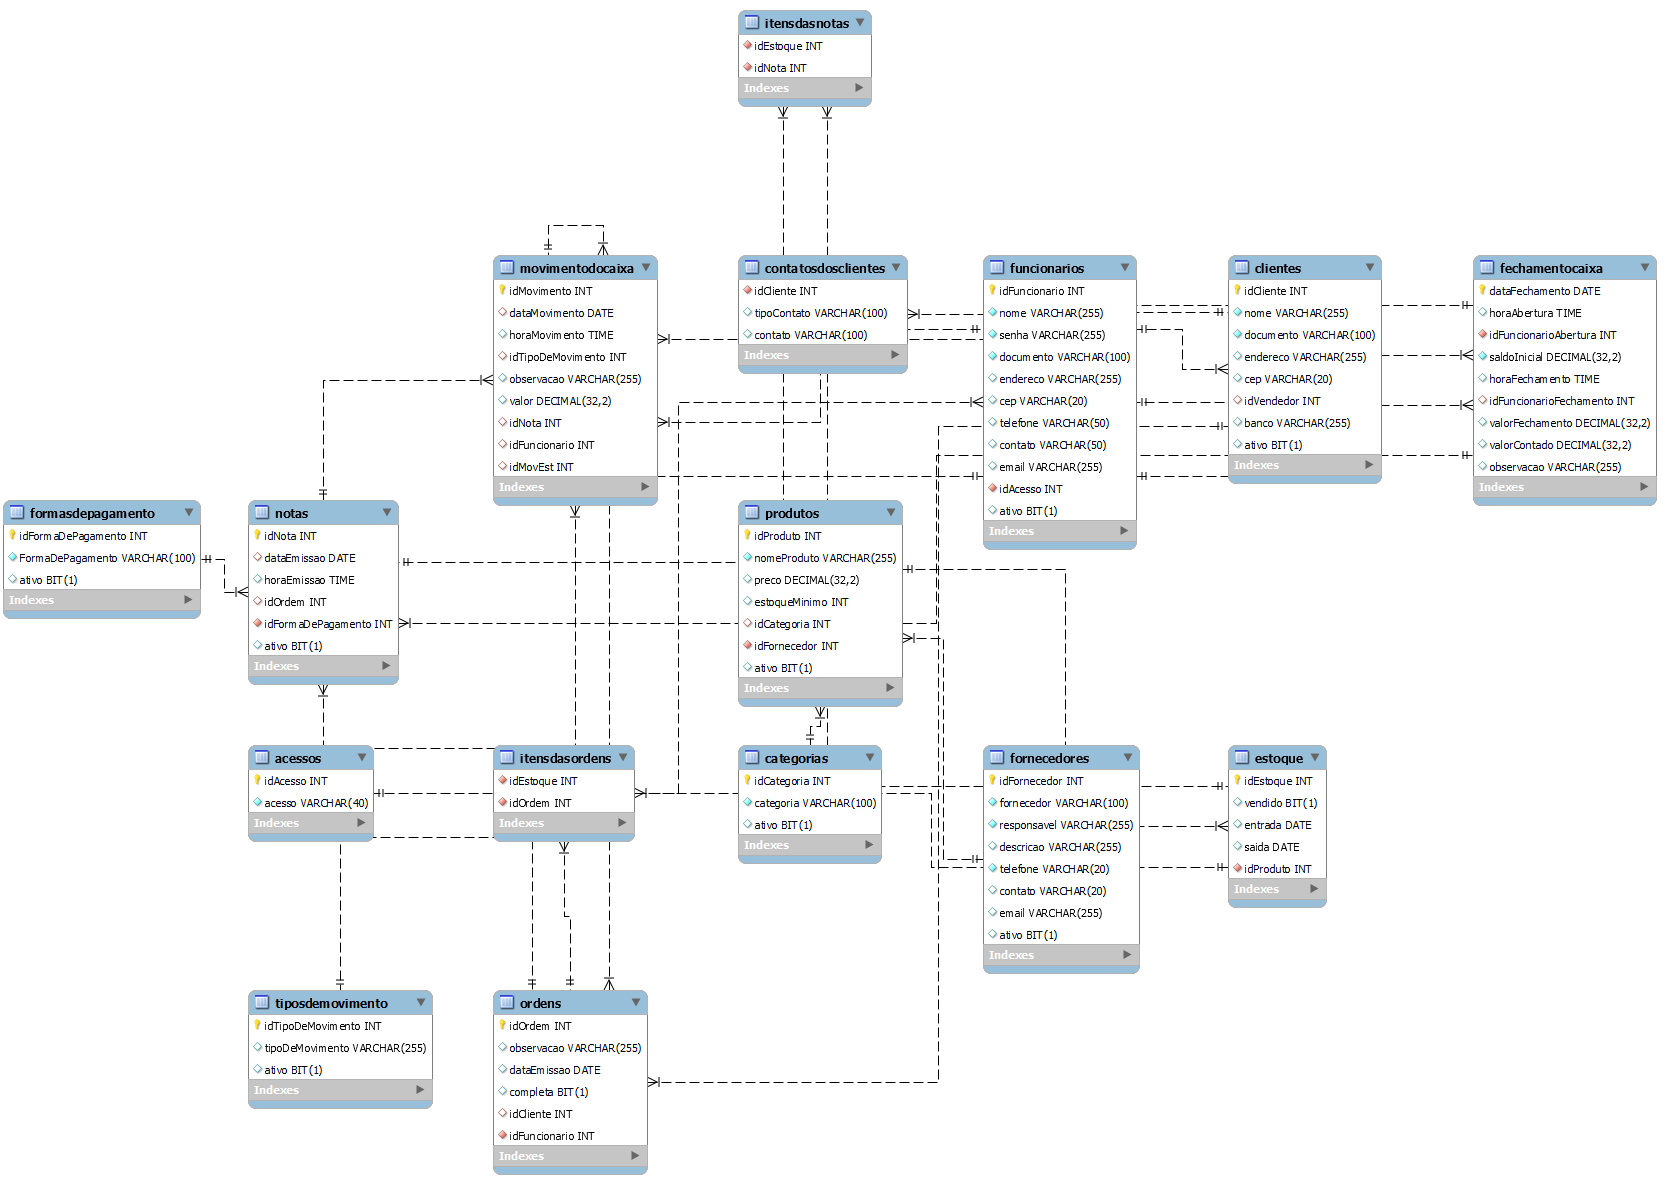 itensdasnotas
idEstoque INT
idNota INT
Indexes
movimentodocaixa
idMovimento INT
dataMovimento DATE
horaMovimento TIME
idTipoDeMovimento INT
observacao VARCHAR(255)
valor DECIMAL(32,2)
idNota INT
idFuncionario INT
idMovEst INT
Indexes
contatosdosclientes
idCliente INT
tipoContato VARCHAR(100)
contato VARCHAR(100)
Indexes
funcionarios
idFuncionario INT
nome VARCHAR(255)
senha VARCHAR(255)
documento VARCHAR(100)
endereco VARCHAR(255)
cep VARCHAR(20)
telefone VARCHAR(50)
contato VARCHAR(50)
email VARCHAR(255)
idAcesso INT
ativo BIT(1)
Indexes
clientes
idCliente INT
nome VARCHAR(255)
documento VARCHAR(100)
endereco VARCHAR(255)
cep VARCHAR(20)
idVendedor INT
banco VARCHAR(255)
ativo BIT(1)
Indexes
fechamentocaixa
dataFechamento DATE
horaAbertura TIME
idFuncionarioAbertura INT
saldoInicial DECIMAL(32,2)
horaFechamento TIME
idFuncionarioFechamento INT
valorFechamento DECIMAL(32,2)
valorContado DECIMAL(32,2)
observacao VARCHAR(255)
Indexes
formasdepagamento
idFormaDePagamento INT
FormaDePagamento VARCHAR(100)
ativo BIT(1)
Indexes
notas
idNota INT
dataEmissao DATE
horaEmissao TIME
idOrdem INT
idFormaDePagamento INT
ativo BIT(1)
Indexes
produtos
idProduto INT
nomeProduto VARCHAR(255)
preco DECIMAL(32,2)
estoqueMinimo INT
idCategoria INT
idFornecedor INT
ativo BIT(1)
Indexes
acessos
idAcesso INT
acesso VARCHAR(40)
Indexes
itensdasordens
idEstoque INT
idOrdem INT
Indexes
categorias
idCategoria INT
categoria VARCHAR(100)
ativo BIT(1)
Indexes
fornecedores
idFornecedor INT
fornecedor VARCHAR(100)
responsavel VARCHAR(255)
descricao VARCHAR(255)
telefone VARCHAR(20)
contato VARCHAR(20)
email VARCHAR(255)
ativo BIT(1)
Indexes
estoque
idEstoque INT
vendido BIT(1)
entrada DATE
saida DATE
idProduto INT
Indexes
tiposdemovimento
idTipoDeMovimento INT
tipoDeMovimento VARCHAR(255)
ativo BIT(1)
Indexes
ordens
idOrdem INT
observacao VARCHAR(255)
dataEmissao DATE
completa BIT(1)
idCliente INT
idFuncionario INT
Indexes